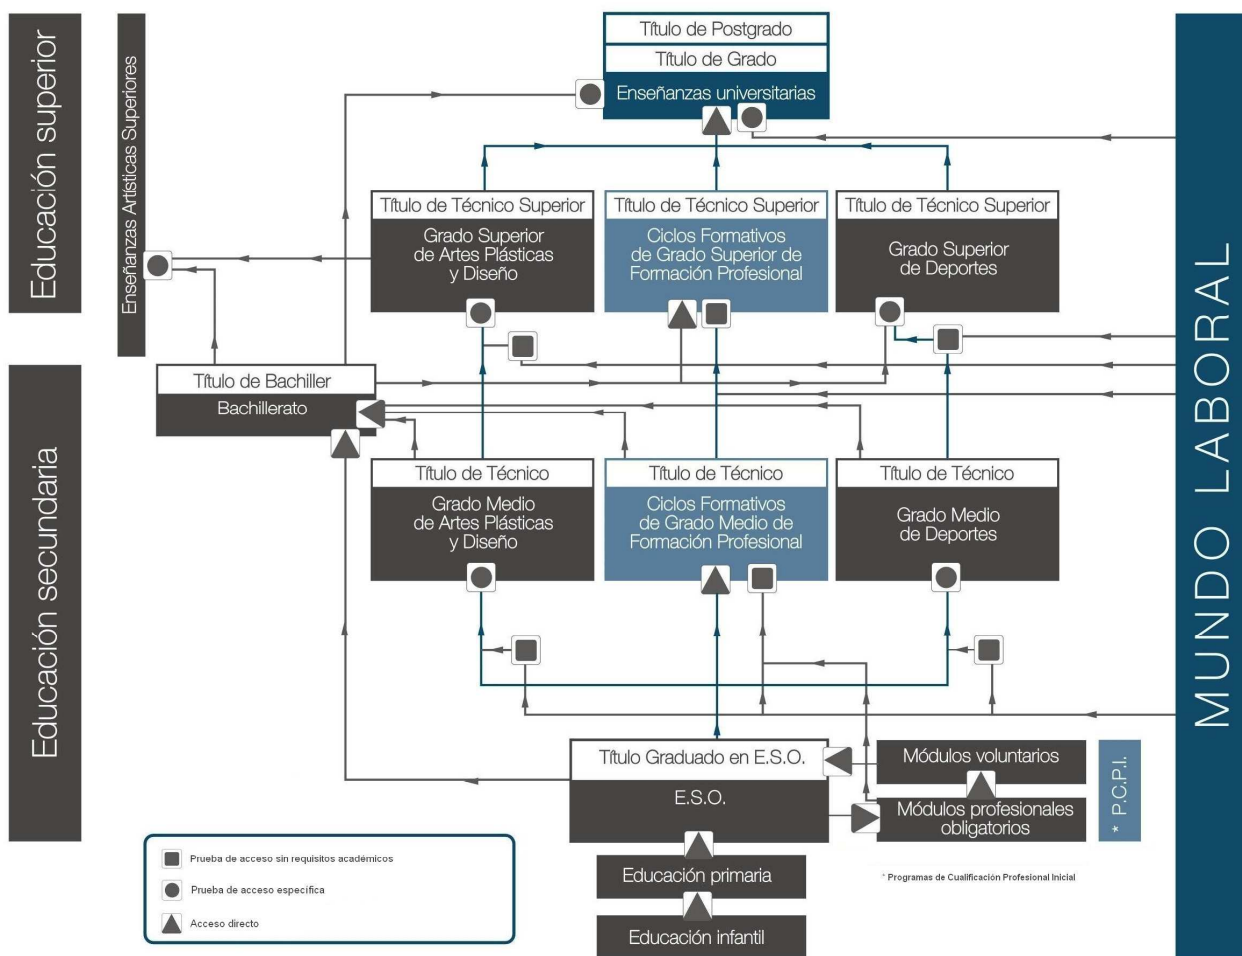 Educación superior
Enseñanzas Artísticas Superiores
Título de Postgrado
Título de Grado
Enseñanzas universitarias
Título de Técnico Superior
Grado Superior
de Artes Plásticas
y Diseño
Título de Técnico Superior
Ciclos Formativos
de Grado Superior de
Formación Profesional
Título de Técnico Superior
Grado Superior
de Deportes
MUNDO LABORAL
Educación secundaria
Título de Bachiller
Bachillerato
Título de Técnico
Grado Medio
de Artes Plásticas
y Diseño
Título de Técnico
Ciclos Formativos
de Grado Medio de
Formación Profesional
Título de Técnico
Grado Medio
de Deportes
Título Graduado en E.S.O.
E.S.O.
Módulos voluntarios
Módulos profesionales
obligatorios
* P.C.P.I.
Educación primaria
Educación infantil
* Programas de Cualificación Profesional Inicial
Prueba de acceso sin requisitos académicos
Prueba de acceso específica
Acceso directo